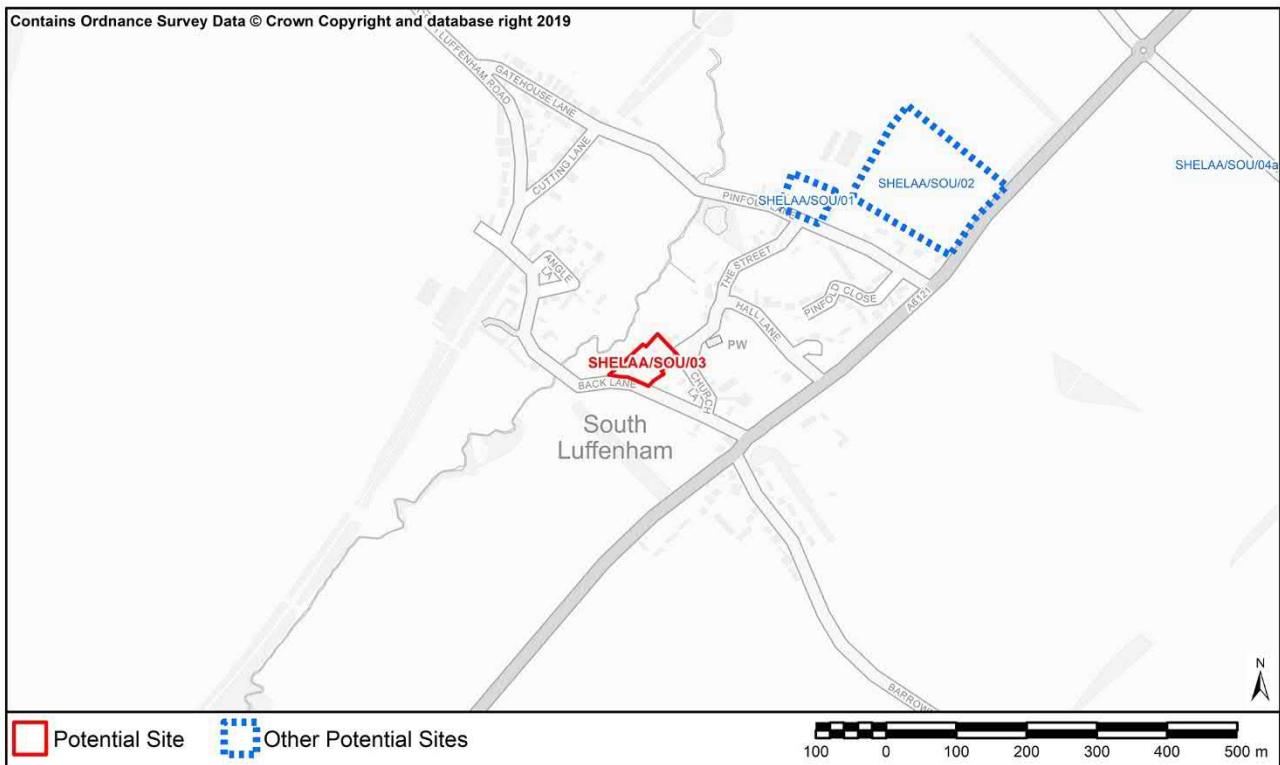 Contains Ordnance Survey Data © Crown Copyright and database right 2019
LUFFENHAM ROAD
GATEHOUSE LANE
CUTTING LANE
SHELAA/SOU/04a
SHELAA/SOU/02
SHELAA/SOU/01
THE STREET
ANGLE
LA
PINFOLD CLOSE
A6121
HALL LANE
PW
SHELAA/SOU/03
BACK LANE
CHURCH
LA
South
Luffenham
N
Potential Site
Other Potential Sites
100 0 100 200 300 400 500 m